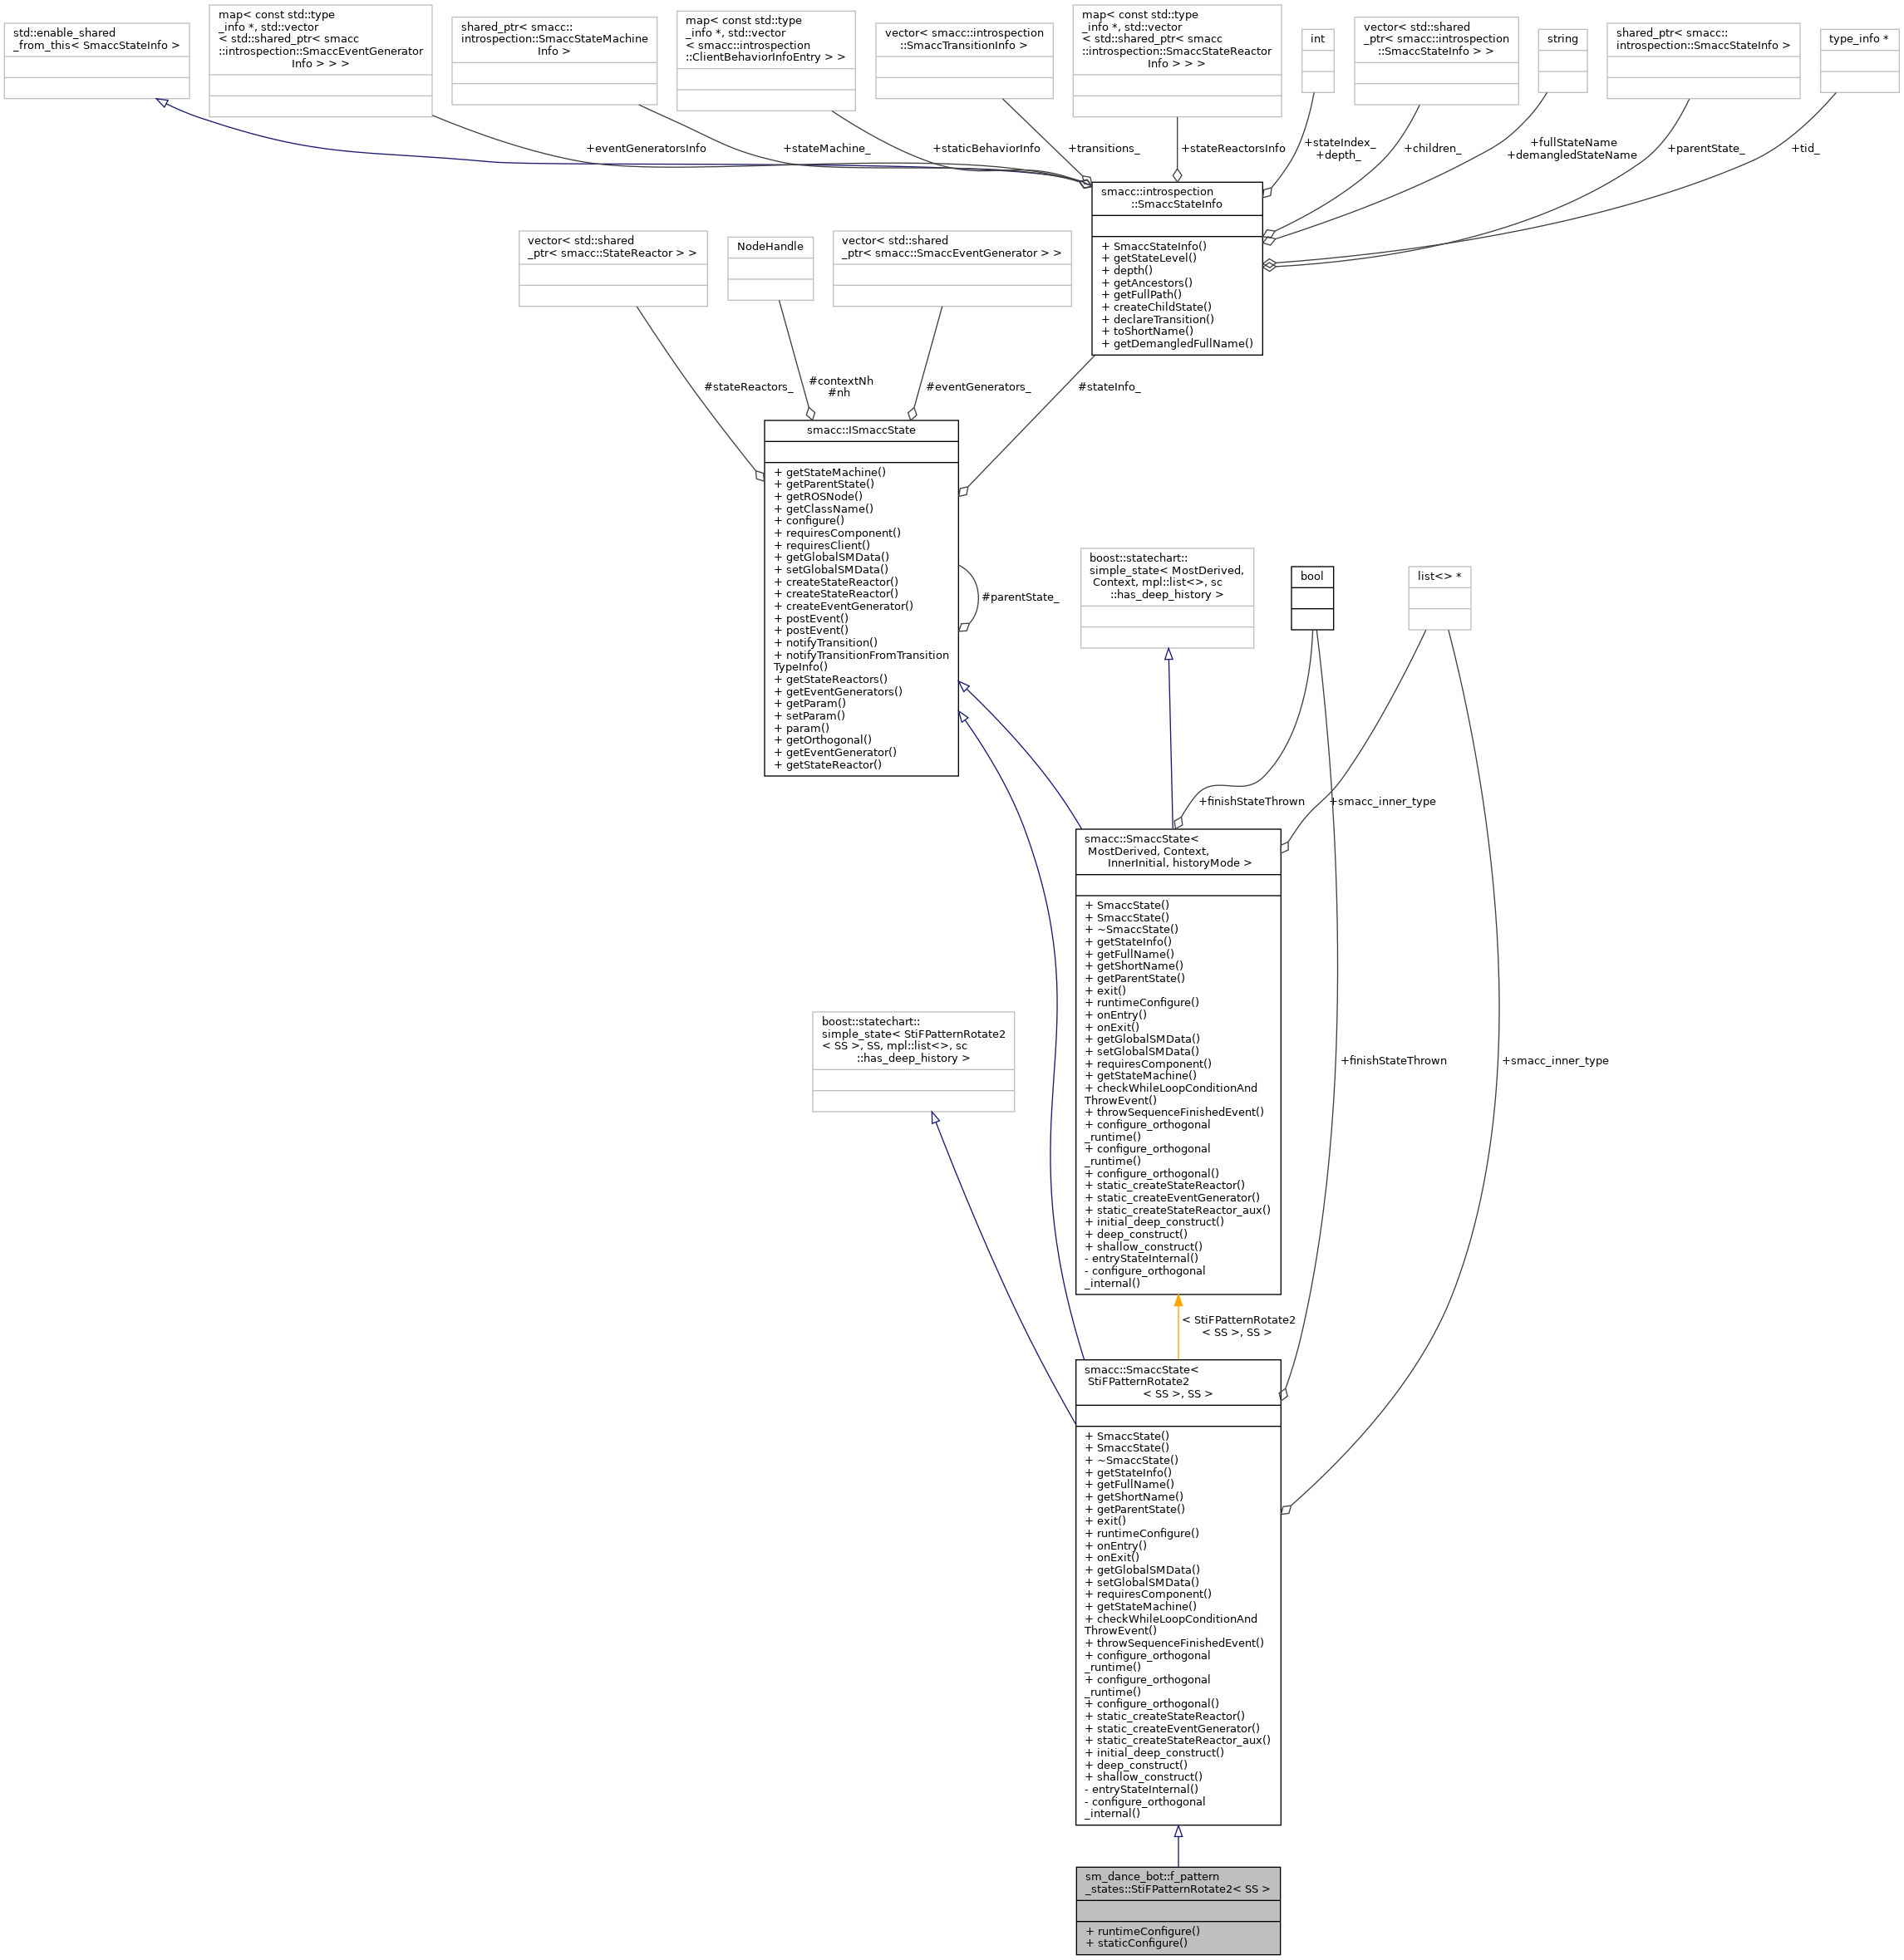 std::enable_shared
_from_this< SmaccStateInfo >
map< const std::type
_info *, std::vector
< std::shared_ptr< smacc
::introspection::SmaccEventGenerator
Info > > >
shared_ptr< smacc::
introspection::SmaccStateMachine
Info >
map< const std::type
_info *, std::vector
< smacc::introspection
::ClientBehaviorInfoEntry > >
vector< smacc::introspection
::SmaccTransitionInfo >
map< const std::type
_info *, std::vector
< std::shared_ptr< smacc
::introspection::SmaccStateReactor
Info > > >
int
vector< std::shared
_ptr< smacc::introspection
::SmaccStateInfo > >
string
shared_ptr< smacc::
introspection::SmaccStateInfo >
type_info *
+eventGeneratorsInfo
+stateMachine_
+staticBehaviorInfo
+transitions_
+stateReactorsInfo
+stateIndex_
+depth_
+children_
+fullStateName
+demangledStateName
+parentState_
+tid_
smacc::introspection
::SmaccStateInfo
+ SmaccStateInfo()
+ getStateLevel()
+ depth()
+ getAncestors()
+ getFullPath()
+ createChildState()
+ declareTransition()
+ toShortName()
+ getDemangledFullName()
vector< std::shared
_ptr< smacc::StateReactor > >
NodeHandle
vector< std::shared
_ptr< smacc::SmaccEventGenerator > >
#stateReactors_
#contextNh
#nh
#eventGenerators_
#stateInfo_
smacc::ISmaccState
+ getStateMachine()
+ getParentState()
+ getROSNode()
+ getClassName()
+ configure()
+ requiresComponent()
+ requiresClient()
+ getGlobalSMData()
+ setGlobalSMData()
+ createStateReactor()
+ createStateReactor()
+ createEventGenerator()
+ postEvent()
+ postEvent()
+ notifyTransition()
+ notifyTransitionFromTransition
TypeInfo()
+ getStateReactors()
+ getEventGenerators()
+ getParam()
+ setParam()
+ param()
+ getOrthogonal()
+ getEventGenerator()
+ getStateReactor()
#parentState_
boost::statechart::
simple_state< MostDerived,
Context, mpl::list<>, sc
::has_deep_history >
bool
list<> *
+finishStateThrown
+smacc_inner_type
smacc::SmaccState<
MostDerived, Context,
InnerInitial, historyMode >
+ SmaccState()
+ SmaccState()
+ ~SmaccState()
+ getStateInfo()
+ getFullName()
+ getShortName()
+ getParentState()
+ exit()
+ runtimeConfigure()
+ onEntry()
+ onExit()
+ getGlobalSMData()
+ setGlobalSMData()
+ requiresComponent()
+ getStateMachine()
+ checkWhileLoopConditionAnd
ThrowEvent()
+ throwSequenceFinishedEvent()
+ configure_orthogonal
_runtime()
+ configure_orthogonal
_runtime()
+ configure_orthogonal()
+ static_createStateReactor()
+ static_createEventGenerator()
+ static_createStateReactor_aux()
+ initial_deep_construct()
+ deep_construct()
+ shallow_construct()
- entryStateInternal()
- configure_orthogonal
_internal()
boost::statechart::
simple_state< StiFPatternRotate2
< SS >, SS, mpl::list<>, sc
::has_deep_history >
+finishStateThrown
+smacc_inner_type
< StiFPatternRotate2
< SS >, SS >
smacc::SmaccState<
StiFPatternRotate2
< SS >, SS >
+ SmaccState()
+ SmaccState()
+ ~SmaccState()
+ getStateInfo()
+ getFullName()
+ getShortName()
+ getParentState()
+ exit()
+ runtimeConfigure()
+ onEntry()
+ onExit()
+ getGlobalSMData()
+ setGlobalSMData()
+ requiresComponent()
+ getStateMachine()
+ checkWhileLoopConditionAnd
ThrowEvent()
+ throwSequenceFinishedEvent()
+ configure_orthogonal
_runtime()
+ configure_orthogonal
_runtime()
+ configure_orthogonal()
+ static_createStateReactor()
+ static_createEventGenerator()
+ static_createStateReactor_aux()
+ initial_deep_construct()
+ deep_construct()
+ shallow_construct()
- entryStateInternal()
- configure_orthogonal
_internal()
sm_dance_bot::f_pattern
_states::StiFPatternRotate2< SS >
+ runtimeConfigure()
+ staticConfigure()